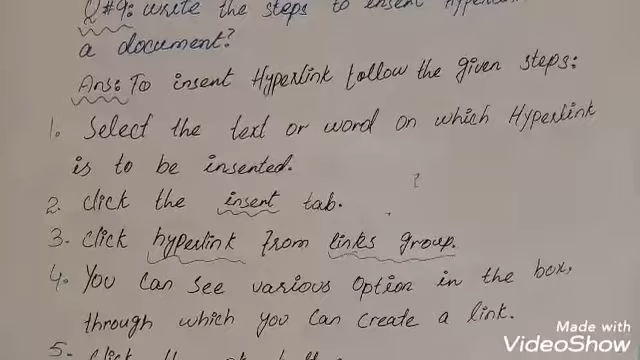 Q#9: Write the steps to insert
a document?
Ans: To insert Hyperlink follow the given steps:
1. Select the text or word on which Hyperlink
is to be inserted.
2. Click the insert tab.
3. Click hyperlink from links group.
4. You can see various option in the box,
through which you can create a link.
5. Click the
Made with
VideoShow